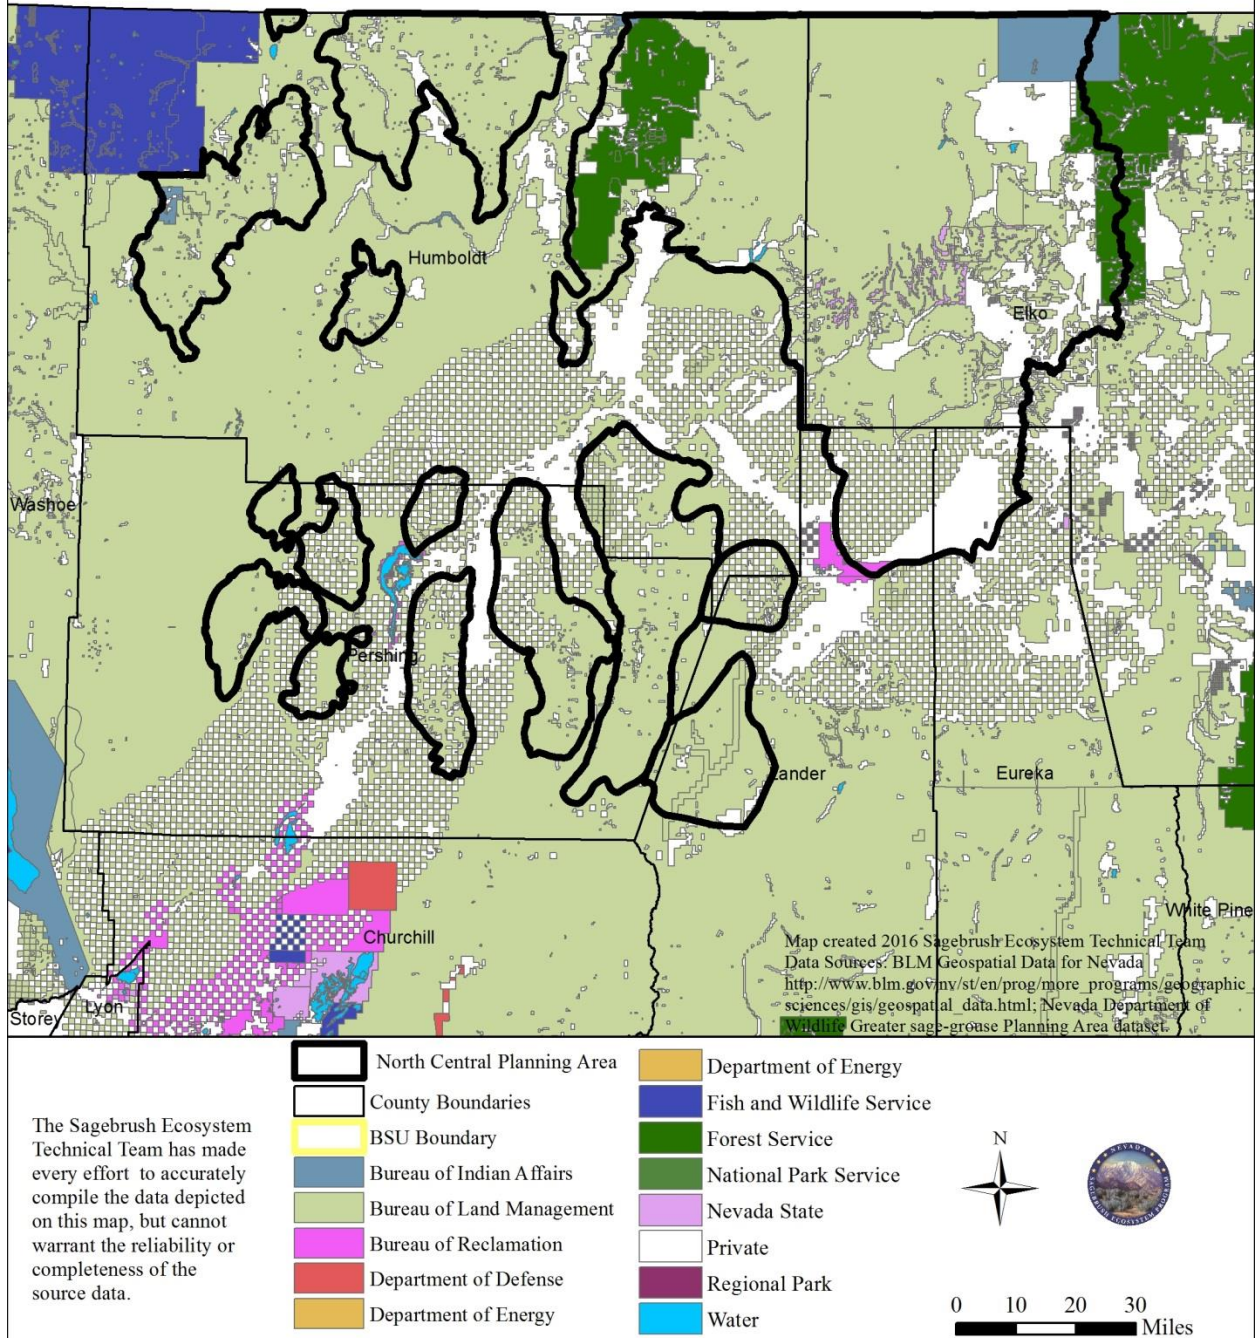 Humboldt
Elko
Washoe
Pershing
Lander
Eureka
White Pine
Churchill
Lyon
Storey
Map created 2016 Sagebrush Ecosystem Technical Team
Data Sources: BLM Geospatial Data for Nevada
http://www.blm.gov/nv/st/en/prog/more_programs/geographic_
sciences/gis/geospatial_data.html; Nevada Department of
Wildlife Greater sage-grouse Planning Area dataset.
The Sagebrush Ecosystem
Technical Team has made
every effort to accurately
compile the data depicted
on this map, but cannot
warrant the reliability or
completeness of the
source data.
North Central Planning Area
County Boundaries
BSU Boundary
Bureau of Indian Affairs
Bureau of Land Management
Bureau of Reclamation
Department of Defense
Department of Energy
Department of Energy
Fish and Wildlife Service
Forest Service
National Park Service
Nevada State
Private
Regional Park
Water
N
NEVADA
SAGEBRUSH ECOSYSTEM PROGRAM
0 10 20 30
Miles